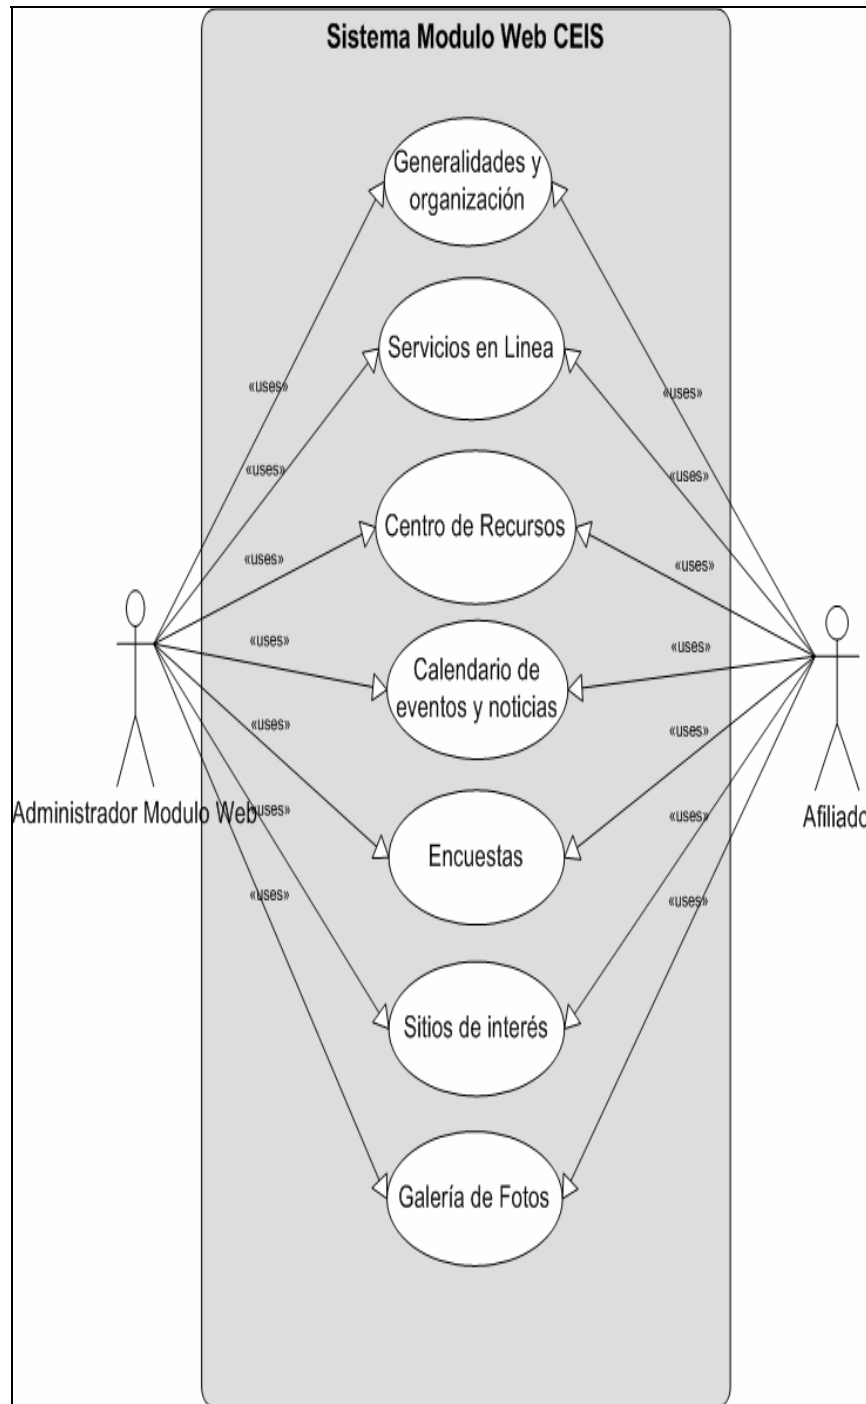 Sistema Modulo Web CEIS
Generalidades y
organización
Servicios en Linea
«uses»
«uses»
«uses»
«uses»
Centro de Recursos
«uses»
«uses»
Calendario de
eventos y noticias
«uses»
«uses»
«uses»
«uses»
Administrador Modulo Web
«uses»
«uses»
Afiliado
Encuestas
«uses»
«uses»
Sitios de interés
Galería de Fotos